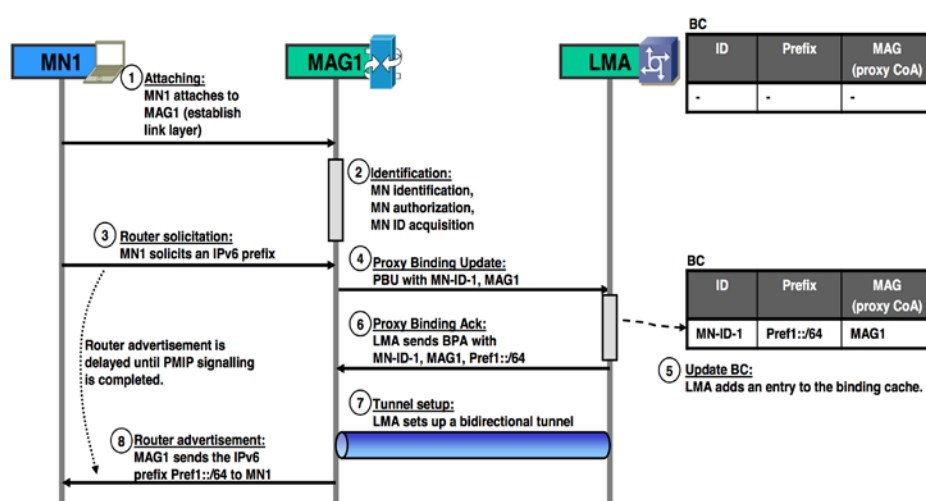 BC
ID Prefix MAG
(proxy CoA)
- - -
MN1 MAG1 LMA
1 Attaching:
MN1 attaches to
MAG1 (establish
link layer)
2 Identification:
MN identification,
MN authorization,
MN ID acquisition
3 Router solicitation:
MN1 solicits an IPv6 prefix
4 Proxy Binding Update:
PBU with MN-ID-1, MAG1
BC
ID Prefix MAG
(proxy CoA)
MN-ID-1 Pref1::/64 MAG1
5 Update BC:
LMA adds an entry to the binding cache.
6 Proxy Binding Ack:
LMA sends BPA with
MN-ID-1, MAG1, Pref1::/64
Router advertisement is
delayed until PMIP signalling
is completed.
7 Tunnel setup:
LMA sets up a bidirectional tunnel
8 Router advertisement:
MAG1 sends the IPv6
prefix Pref1::/64 to MN1